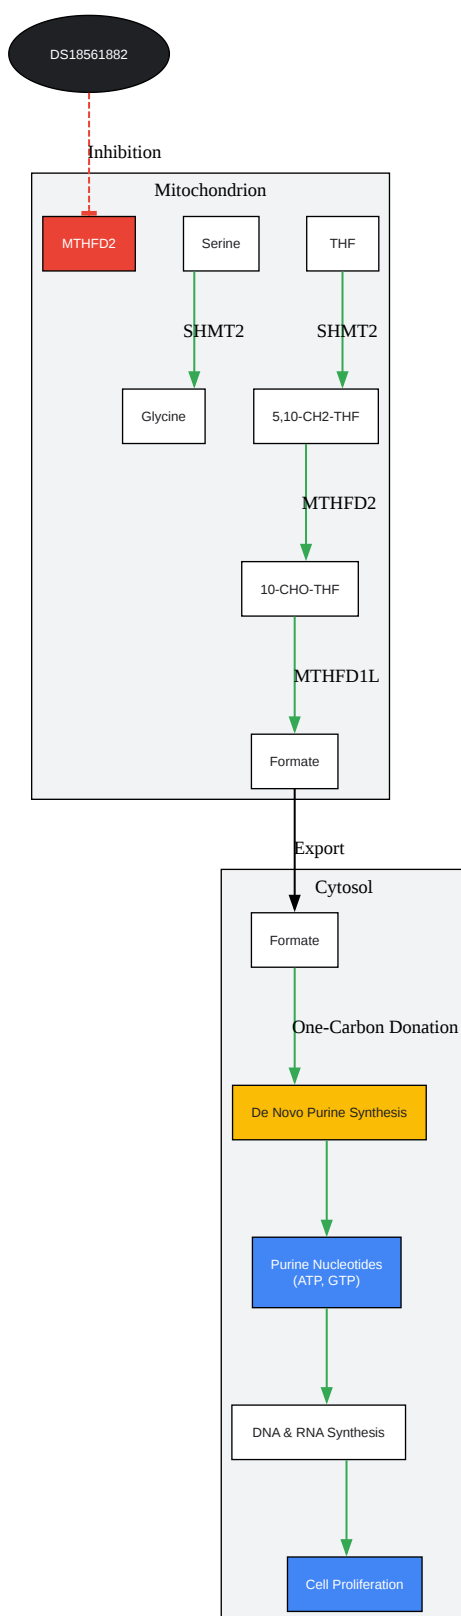 DS18561882
Inhibition
Mitochondrion
MTHFD2
Serine
THF
SHMT2
SHMT2
Glycine
5,10-CH2-THF
MTHFD2
10-CHO-THF
MTHFD1L
Formate
Export
Cytosol
Formate
One-Carbon Donation
De Novo Purine Synthesis
Purine Nucleotides
(ATP, GTP)
DNA & RNA Synthesis
Cell Proliferation